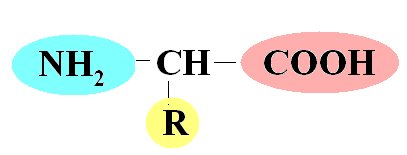 NH₂ – CH – COOH
R